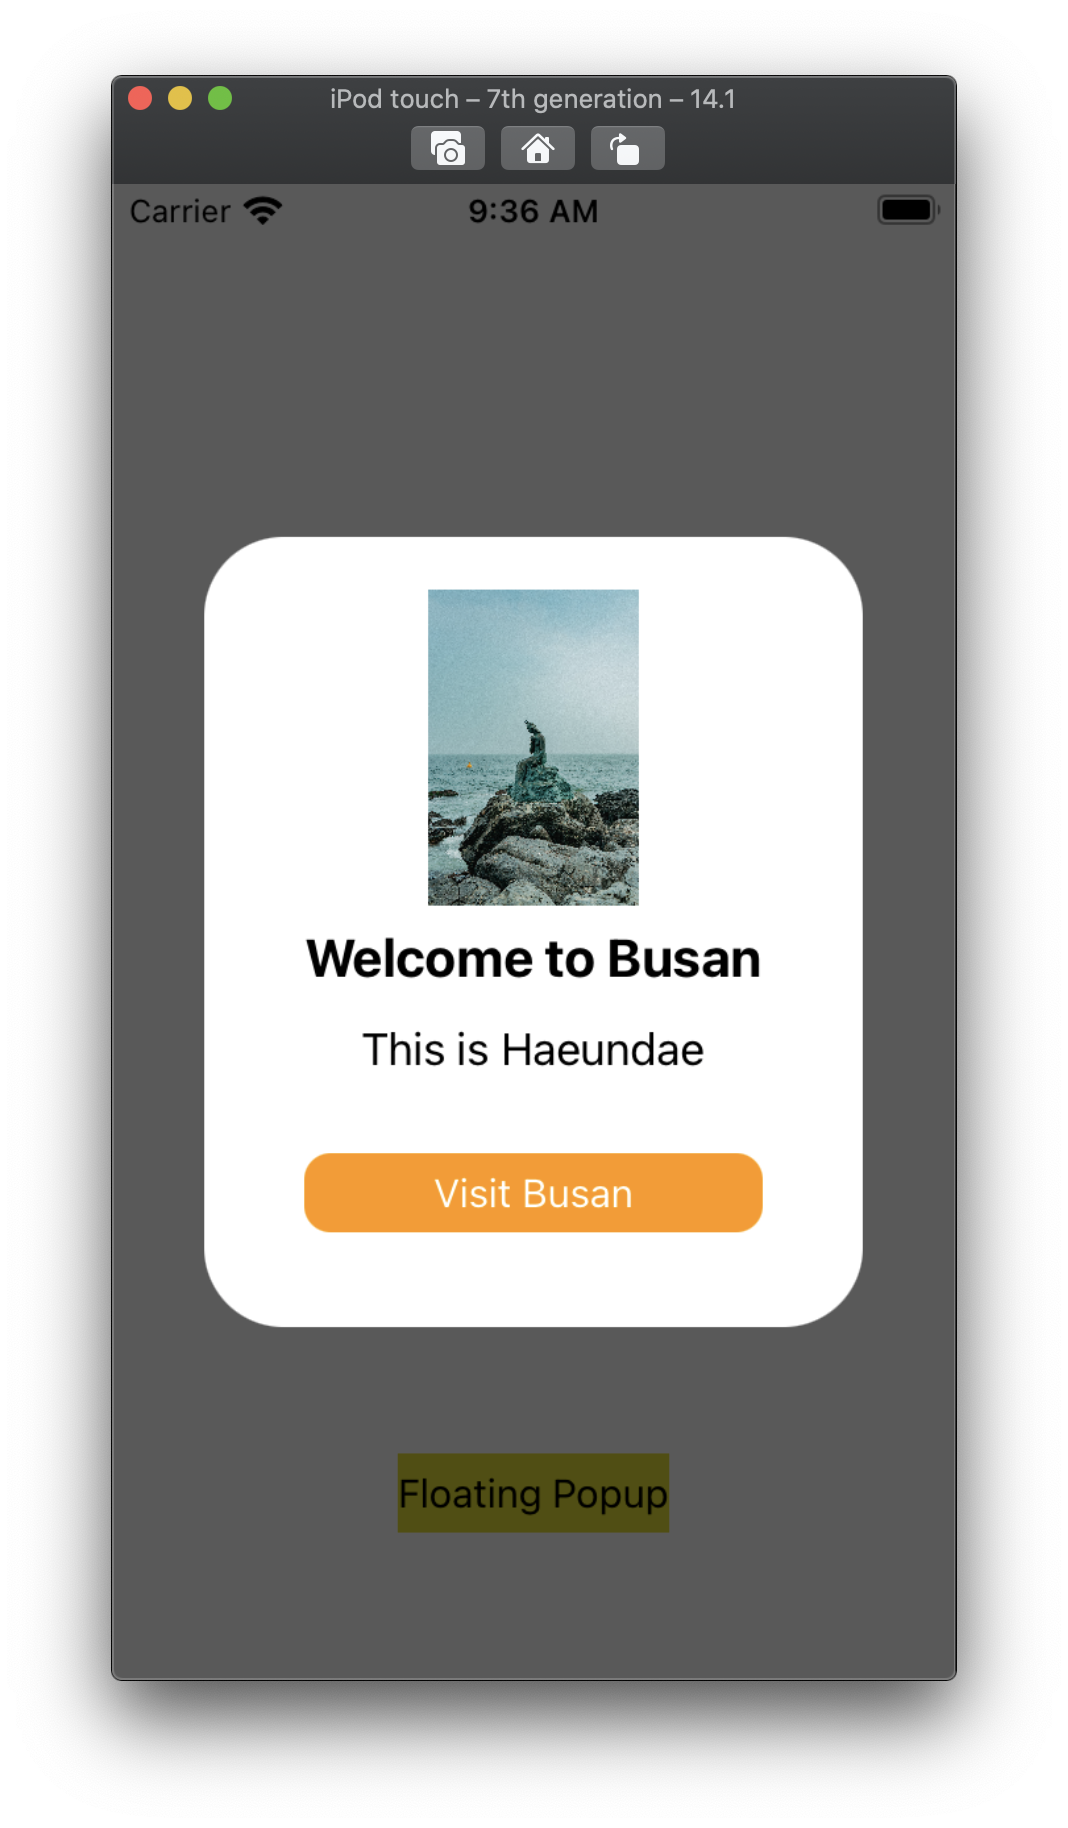 iPod touch – 7th generation – 14.1
Carrier 9:36 AM
Welcome to Busan
This is Haeundae
Visit Busan
Floating Popup